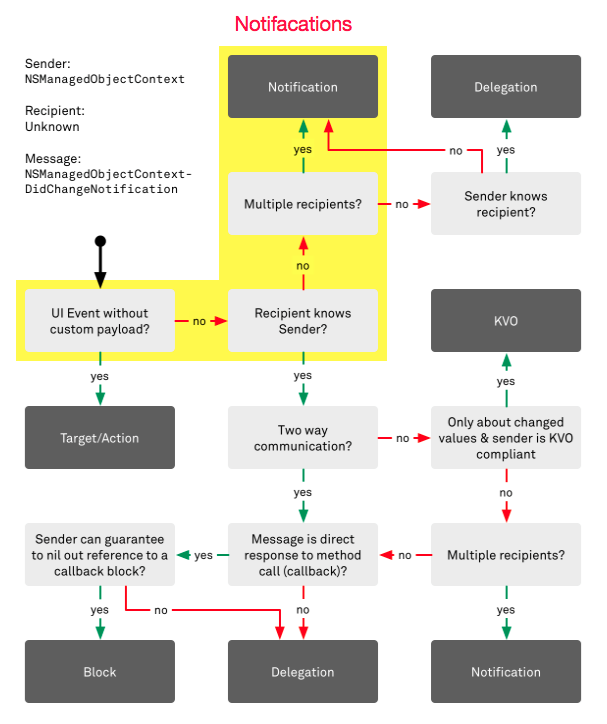 Notifacations
Sender:
NSManagedObjectContext
Recipient:
Unknown
Message:
NSManagedObjectContext-
DidChangeNotification
Notification
Delegation
yes
no
yes
Multiple recipients?
no
Sender knows
recipient?
no
UI Event without
custom payload?
no
Recipient knows
Sender?
KVO
yes
yes
yes
Target/Action
Two way
communication?
no
Only about changed
values & sender is KVO
compliant
yes
no
Sender can guarantee
to nil out reference to a
callback block?
yes
Message is direct
response to method
call (callback)?
no
Multiple recipients?
yes
no
no
yes
Block
Delegation
Notification